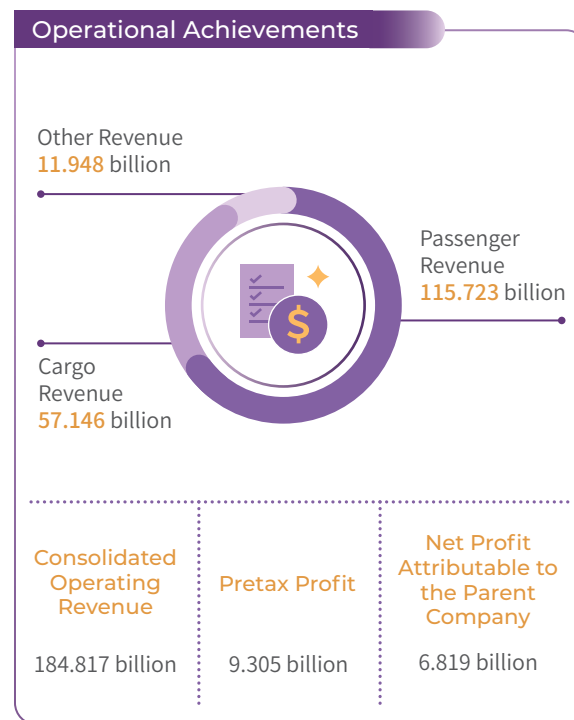 Operational Achievements
Other Revenue
11.948 billion
Passenger
Revenue
115.723 billion
$
Cargo
Revenue
57.146 billion
Consolidated
Operating
Revenue
184.817 billion
Pretax Profit
9.305 billion
Net Profit
Attributable to
the Parent
Company
6.819 billion